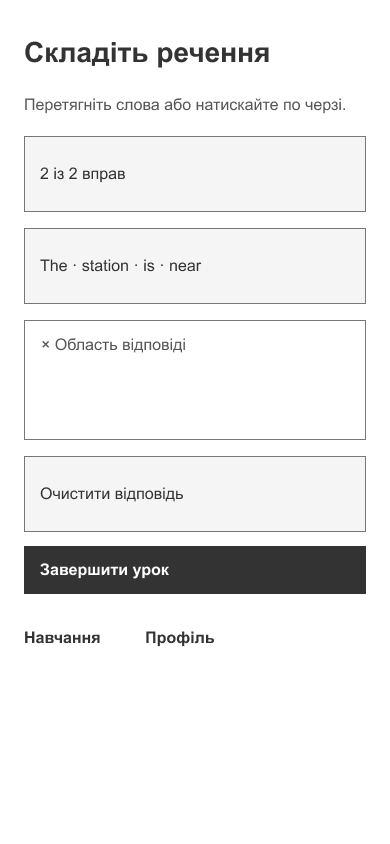 Складіть речення
Перетягніть слова або натискайте по черзі.
2 із 2 вправ
The · station · is · near
× Область відповіді
Очистити відповідь
Завершити урок
Навчання Профіль